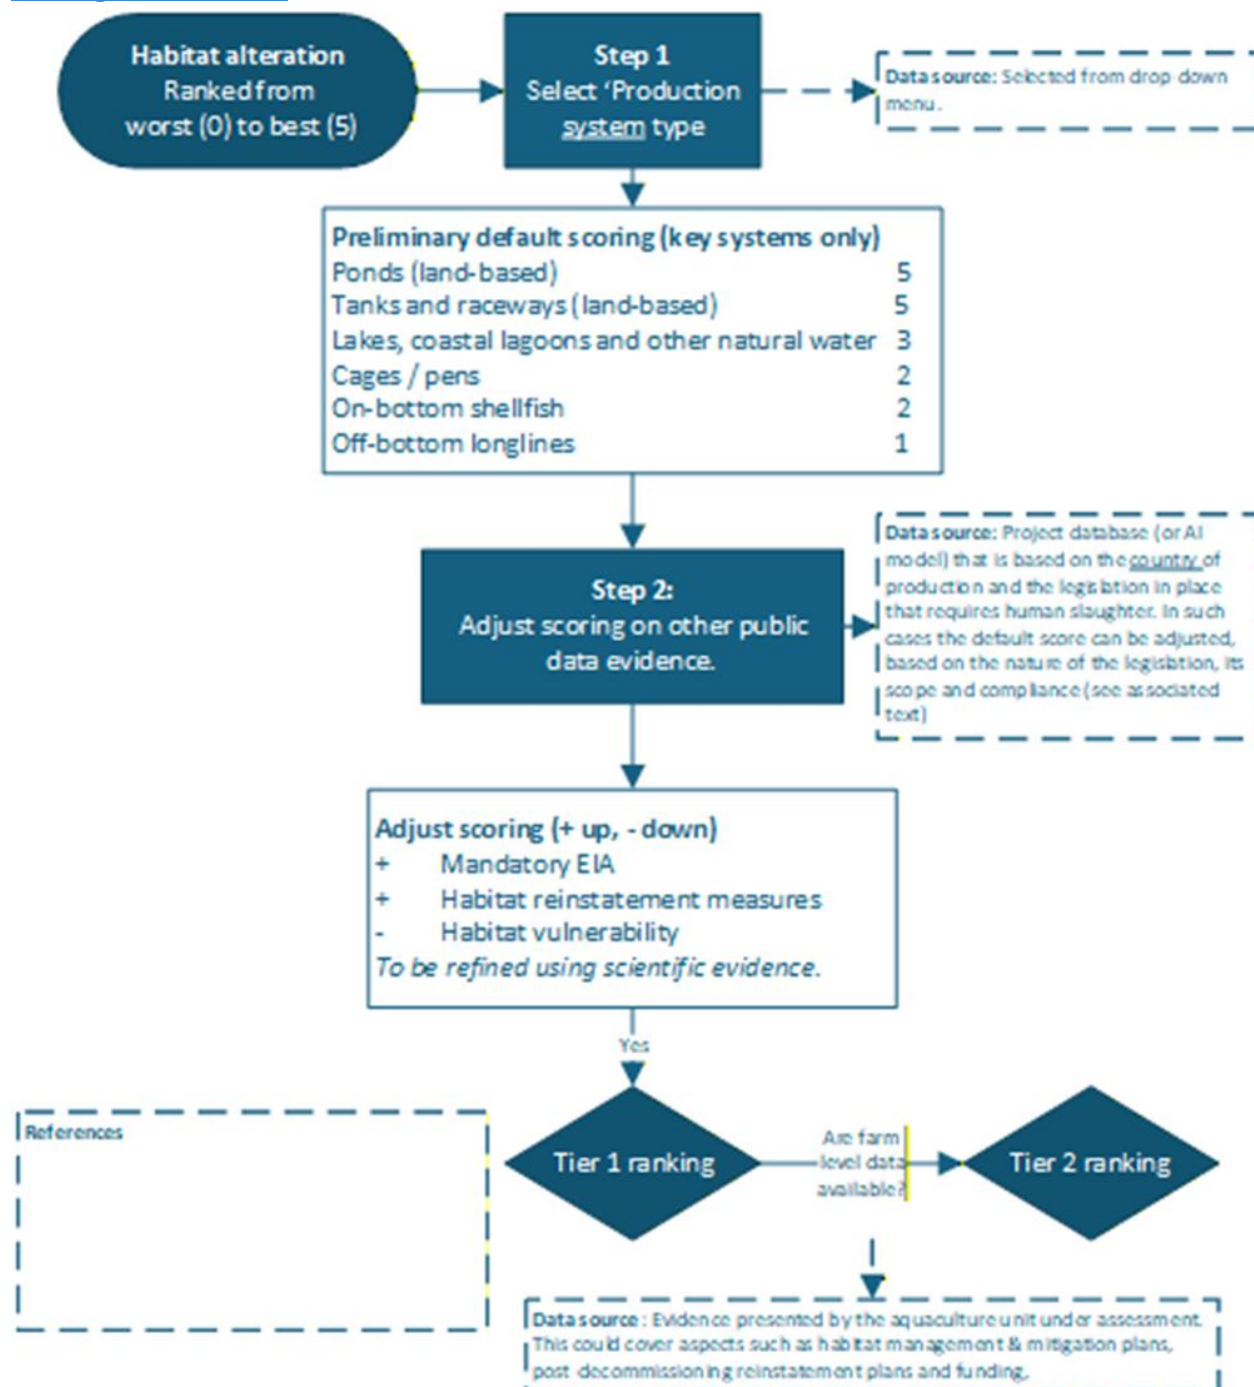 Habitat alteration
Ranked from
worst (0) to best (5)
Step 1
Select ‘Production
system type
Data source: Selected from drop down
menu.
Preliminary default scoring (key systems only)
Ponds (land-based) 5
Tanks and raceways (land-based) 5
Lakes, coastal lagoons and other natural water 3
Cages / pens 2
On-bottom shellfish 2
Off-bottom longlines 1
Step 2:
Adjust scoring on other public
data evidence.
Data source: Project database (or AI
model) that is based on the country of
production and the legislation in place
that requires human slaughter. In such
cases the default score can be adjusted,
based on the nature of the legislation, its
scope and compliance (see associated
text)
Adjust scoring (+ up, - down)
+ Mandatory EIA
+ Habitat reinstatement measures
- Habitat vulnerability
To be refined using scientific evidence.
Yes
References
Tier 1 ranking
Are farm
level data
available?
Tier 2 ranking
Data source : Evidence presented by the aquaculture unit under assessment.
This could cover aspects such as habitat management & mitigation plans,
post decommissioning reinstatement plans and funding,